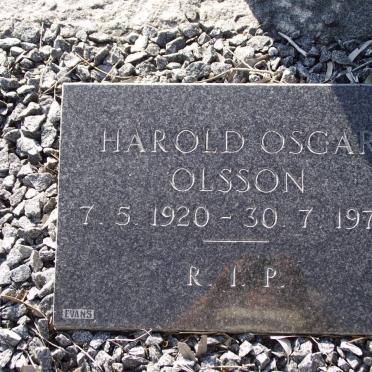 HAROLD OSCAR
OLSSON
7. 5. 1920 - 30. 7. 197
R. I. P.
EVANS